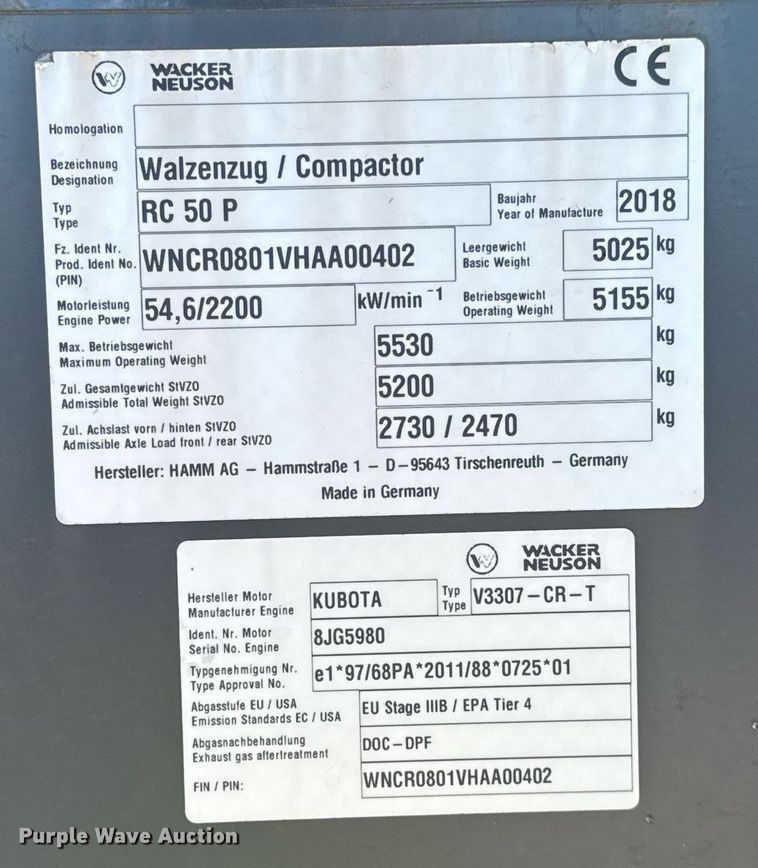 WACKER
NEUSON
CE
Homologation
Bezeichnung
Designation
Walzenzug / Compactor
Typ
Type
RC 50 P
Baujahr
Year of Manufacture
2018
Fz. Ident Nr.
Prod. Ident No.
(PIN)
WNCR0801VHAA00402
Leergewicht
Basic Weight
5025 kg
Motorleistung
Engine Power
54,6/2200 kW/min -1
Betriebsgewicht
Operating Weight
5155 kg
Max. Betriebsgewicht
Maximum Operating Weight
5530 kg
Zul. Gesamtgewicht StVZO
Admissible Total Weight StVZO
5200 kg
Zul. Achslast vorn / hinten StVZO
Admissible Axle Load front / rear StVZO
2730 / 2470 kg
Hersteller: HAMM AG – Hammstraße 1 – D-95643 Tirschenreuth – Germany
Made in Germany
WACKER
NEUSON
Hersteller Motor
Manufacturer Engine
KUBOTA
Typ
Type
V3307-CR-T
Ident. Nr. Motor
Serial No. Engine
8JG5980
Typgenehmigung Nr.
Type Approval No.
e1*97/68PA*2011/88*0725*01
Abgasstufe EU / USA
Emission Standards EC / USA
EU Stage IIIB / EPA Tier 4
Abgasnachbehandlung
Exhaust gas aftertreatment
DOC-DPF
FIN / PIN:
WNCR0801VHAA00402
Purple Wave Auction